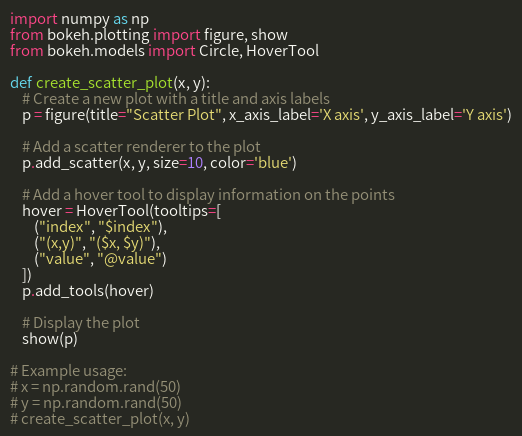 import numpy as np
from bokeh.plotting import figure, show
from bokeh.models import Circle, HoverTool

def create_scatter_plot(x, y):
    # Create a new plot with a title and axis labels
    p = figure(title="Scatter Plot", x_axis_label='X axis', y_axis_label='Y axis')

    # Add a scatter renderer to the plot
    p.add_scatter(x, y, size=10, color='blue')

    # Add a hover tool to display information on the points
    hover = HoverTool(tooltips=[
        ("index", "$index"),
        ("(x,y)", "($x, $y)"),
        ("value", "@value")
    ])
    p.add_tools(hover)

    # Display the plot
    show(p)

# Example usage:
# x = np.random.rand(50)
# y = np.random.rand(50)
# create_scatter_plot(x, y)